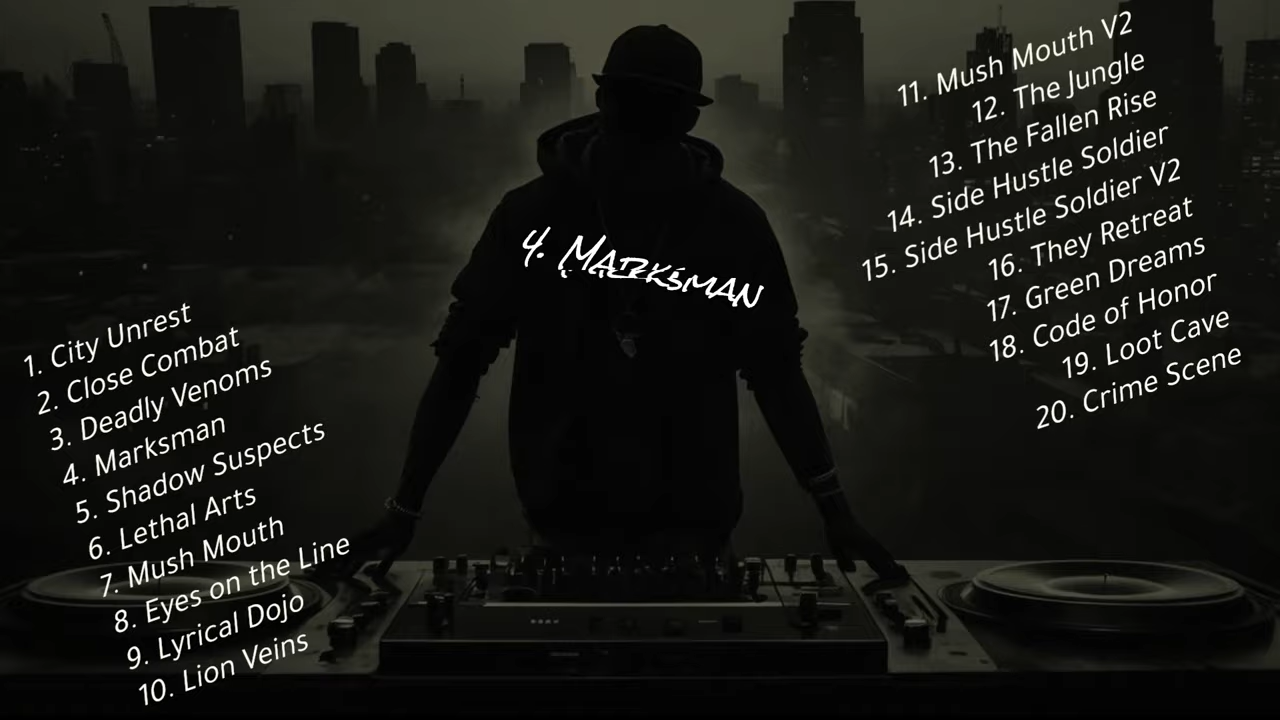 1. City Unrest
2. Close Combat
3. Deadly Venoms
4. Marksman
5. Shadow Suspects
6. Lethal Arts
7. Mush Mouth
8. Eyes on the Line
9. Lyrical Dojo
10. Lion Veins
4. Marksman
11. Mush Mouth V2
12. The Jungle
13. The Fallen Rise
14. Side Hustle Soldier
15. Side Hustle Soldier V2
16. They Retreat
17. Green Dreams
18. Code of Honor
19. Loot Cave
20. Crime Scene